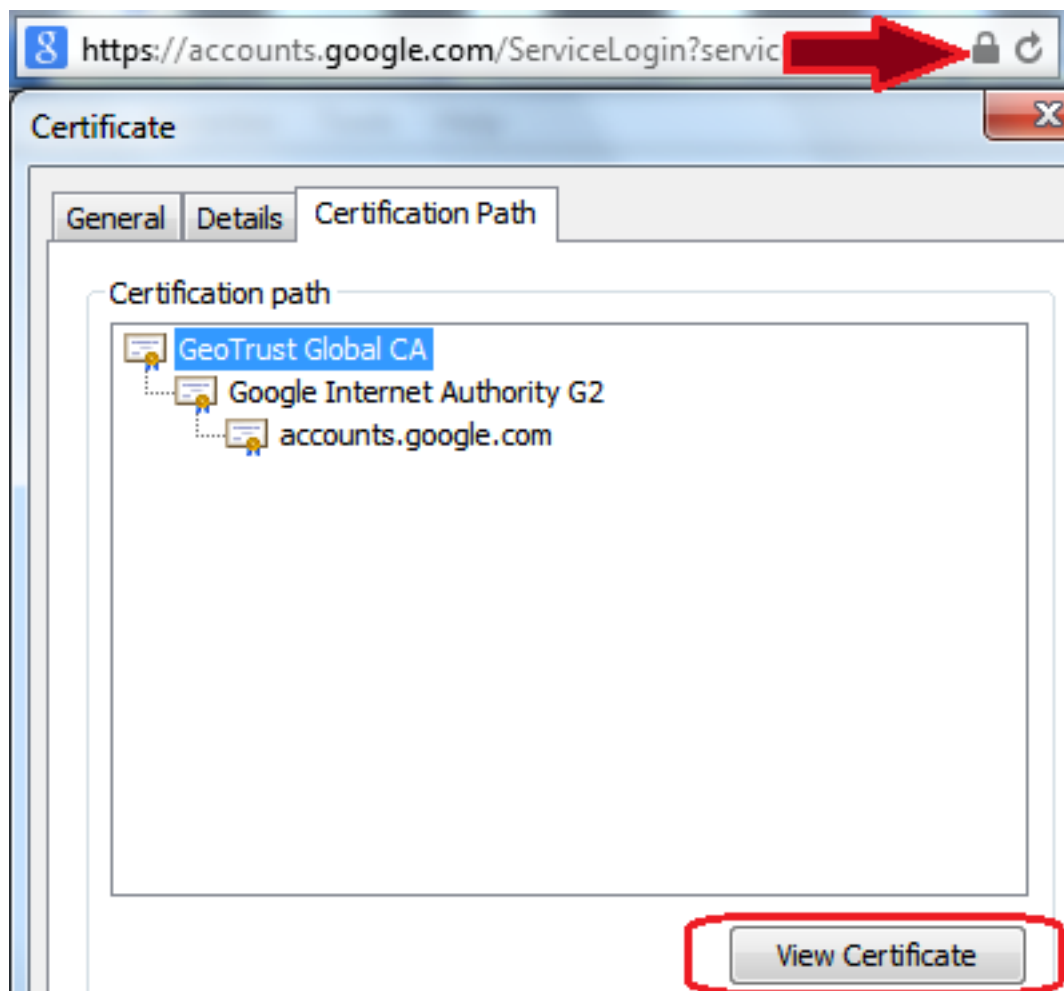 8 https://accounts.google.com/ServiceLogin?servic
Certificate
General Details Certification Path
Certification path
GeoTrust Global CA
Google Internet Authority G2
accounts.google.com
View Certificate